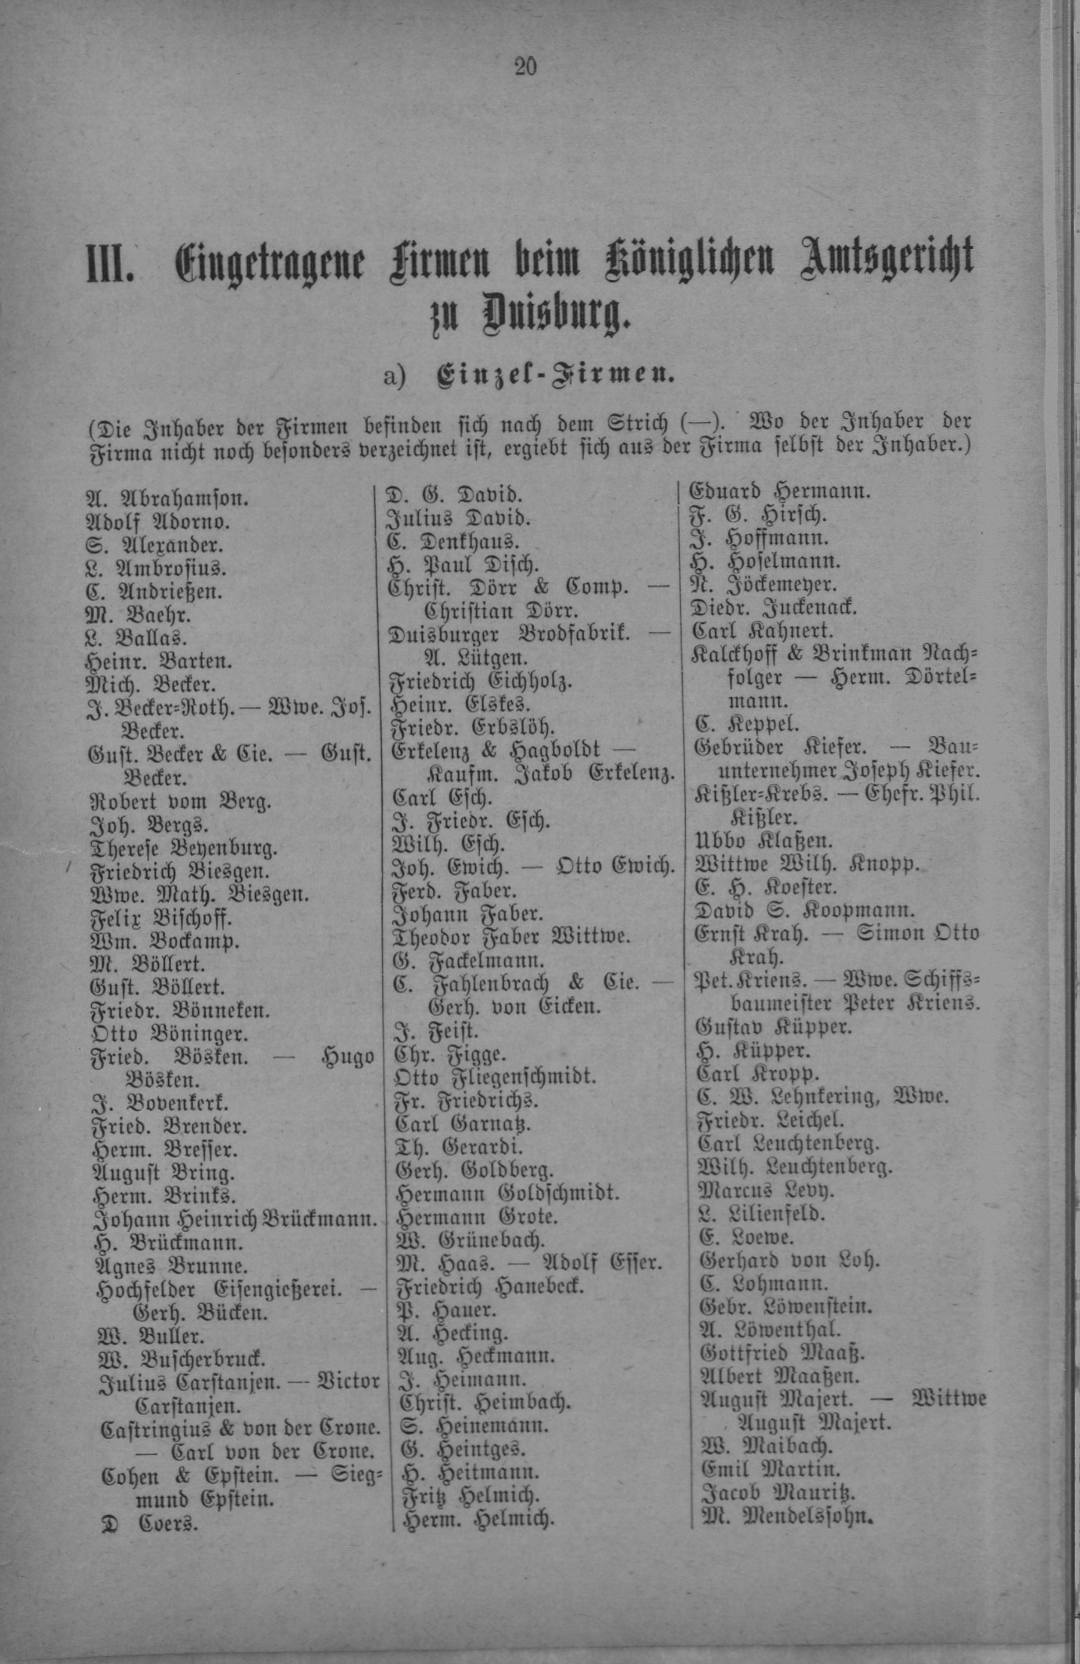 20
III. Eingetragene Firmen beim Königlichen Amtsgericht
zu Duisburg.
a) Einzel-Firmen.
(Die Inhaber der Firmen befinden sich nach dem Strich (—). Wo der Inhaber der
Firma nicht noch besonders verzeichnet ist, ergiebt sich aus der Firma selbst der Inhaber.)
A. Abrahamson.
Adolf Adorno.
S. Alexander.
L. Ambrosius.
C. Andrießen.
M. Baehr.
L. Ballas.
Heinr. Barten.
Mich. Becker.
J. Becker-Roth. — Wwe. Jos.
Becker.
Gust. Becker & Cie. — Gust.
Becker.
Robert vom Berg.
Joh. Bergs.
Therese Beyenburg.
Friedrich Biesgen.
Wwe. Math. Biesgen.
Felix Bischoff.
Wm. Bockamp.
M. Böllert.
Gust. Böllert.
Friedr. Bönneken.
Otto Böninger.
Fried. Bösken. — Hugo
Bösken.
J. Bovenkerk.
Fried. Brender.
Herm. Bresser.
August Bring.
Herm. Brinks.
Johann Heinrich Brückmann.
H. Brückmann.
Agnes Brunne.
Hochfelder Eisengießerei. —
Gerh. Bücken.
W. Buller.
W. Buscherbruck.
Julius Carstanjen. — Victor
Carstanjen.
Castringius & von der Crone.
— Carl von der Crone.
Cohen & Epstein. — Sieg-
mund Epstein.
D Coers.
D. G. David.
Julius David.
C. Denkhaus.
H. Paul Disch.
Christ. Dörr & Comp. —
Christian Dörr.
Duisburger Brodfabrik. —
A. Lütgen.
Friedrich Eichholz.
Heinr. Elskes.
Friedr. Erbslöh.
Erkelenz & Hagboldt —
Kaufm. Jakob Erkelenz.
Carl Esch.
J. Friedr. Esch.
Wilh. Esch.
Joh. Ewich. — Otto Ewich.
Ferd. Faber.
Johann Faber.
Theodor Faber Wittwe.
G. Fackelmann.
C. Fahlenbrach & Cie. —
Gerh. von Eicken.
J. Feist.
Chr. Figge.
Otto Fliegenschmidt.
Fr. Friedrichs.
Carl Garnatz.
Th. Gerardi.
Gerh. Goldberg.
Hermann Goldschmidt.
Hermann Grote.
W. Grünebach.
M. Haas. — Adolf Esser.
Friedrich Hanebeck.
P. Hauer.
A. Hecking.
Aug. Heckmann.
J. Heimann.
Christ. Heimbach.
S. Heinemann.
G. Heintges.
H. Heitmann.
Fritz Helmich.
Herm. Helmich.
Eduard Hermann.
F. G. Hirsch.
J. Hoffmann.
H. Hoselmann.
N. Jöckemeyer.
Diedr. Juckenack.
Carl Kahnert.
Kalckhoff & Brinkman Nach-
folger — Herm. Dörtel-
mann.
C. Keppel.
Gebrüder Kiefer. — Bau-
unternehmer Joseph Kiefer.
Kißler-Krebs. — Ehefr. Phil.
Kißler.
Ubbo Klaßen.
Wittwe Wilh. Knopp.
E. H. Koester.
David S. Koopmann.
Ernst Krah. — Simon Otto
Krah.
Pet. Kriens. — Wwe. Schiffs-
baumeister Peter Kriens.
Gustav Küpper.
H. Küpper.
Carl Kropp.
C. W. Lehnkering, Wwe.
Friedr. Leichel.
Carl Leuchtenberg.
Wilh. Leuchtenberg.
Marcus Levy.
L. Lilienfeld.
E. Loewe.
Gerhard von Loh.
C. Lohmann.
Gebr. Löwenstein.
A. Löwenthal.
Gottfried Maaß.
Albert Maaßen.
August Majert. — Wittwe
August Majert.
W. Maibach.
Emil Martin.
Jacob Mauritz.
M. Mendelssohn.